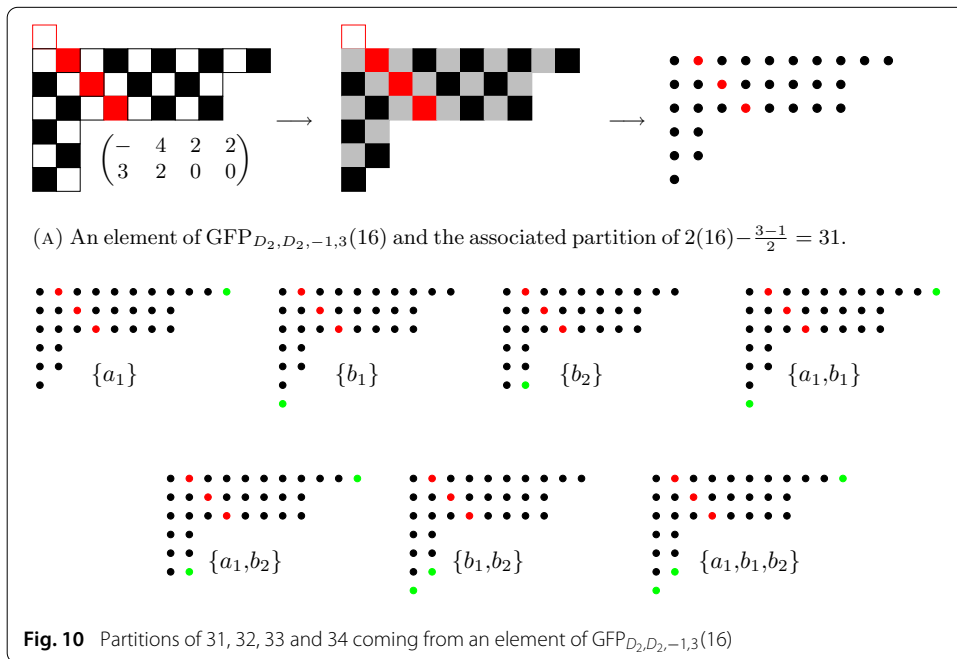 ⟶ ⟶
( − 4 2 2
3 2 0 0 )
(A) An element of GFP_{D_2,D_2,−1,3}(16) and the associated partition of 2(16)−\frac{3−1}{2} = 31.
{a_1} {b_1} {b_2} {a_1,b_1}
{a_1,b_2} {b_1,b_2} {a_1,b_1,b_2}
Fig. 10 Partitions of 31, 32, 33 and 34 coming from an element of GFP_{D_2,D_2,−1,3}(16)